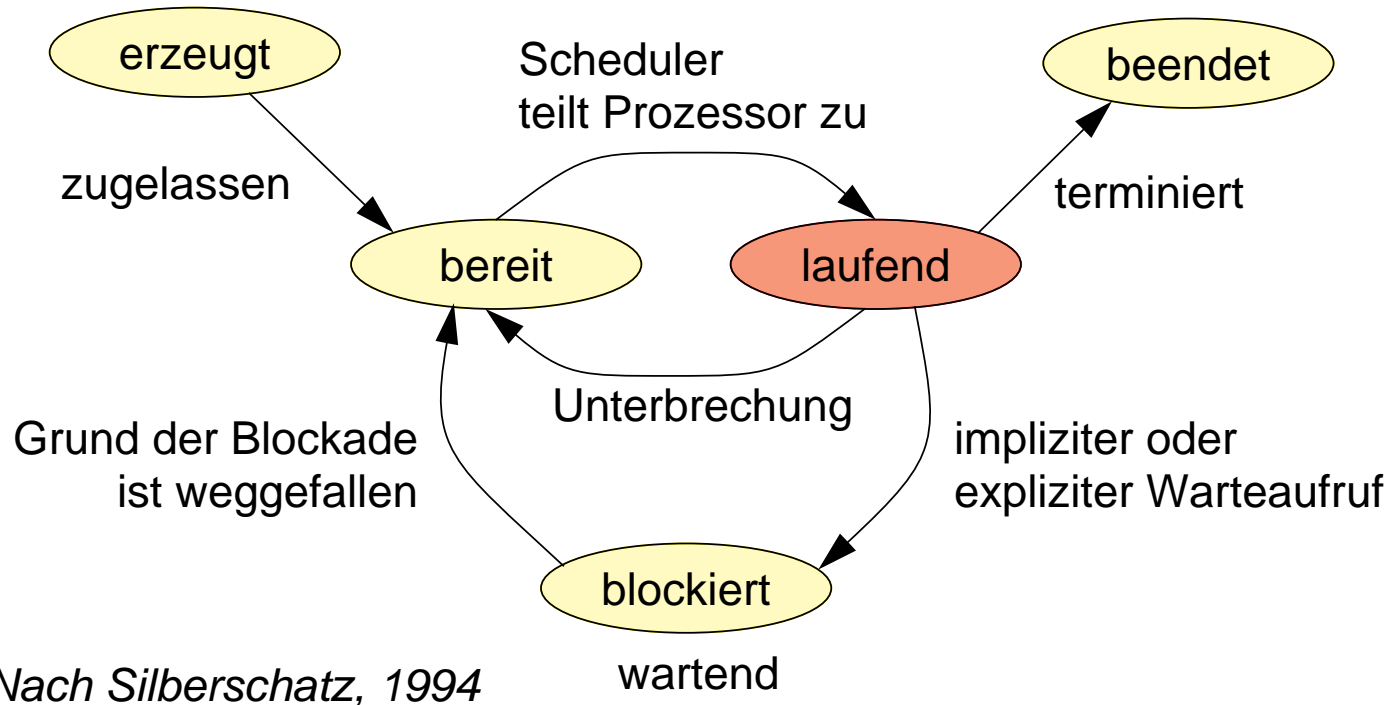 erzeugt
Scheduler
teilt Prozessor zu
beendet
zugelassen
terminiert
bereit
laufend
Unterbrechung
Grund der Blockade
ist weggefallen
impliziter oder
expliziter Warteaufruf
blockiert
wartend
Nach Silberschatz, 1994